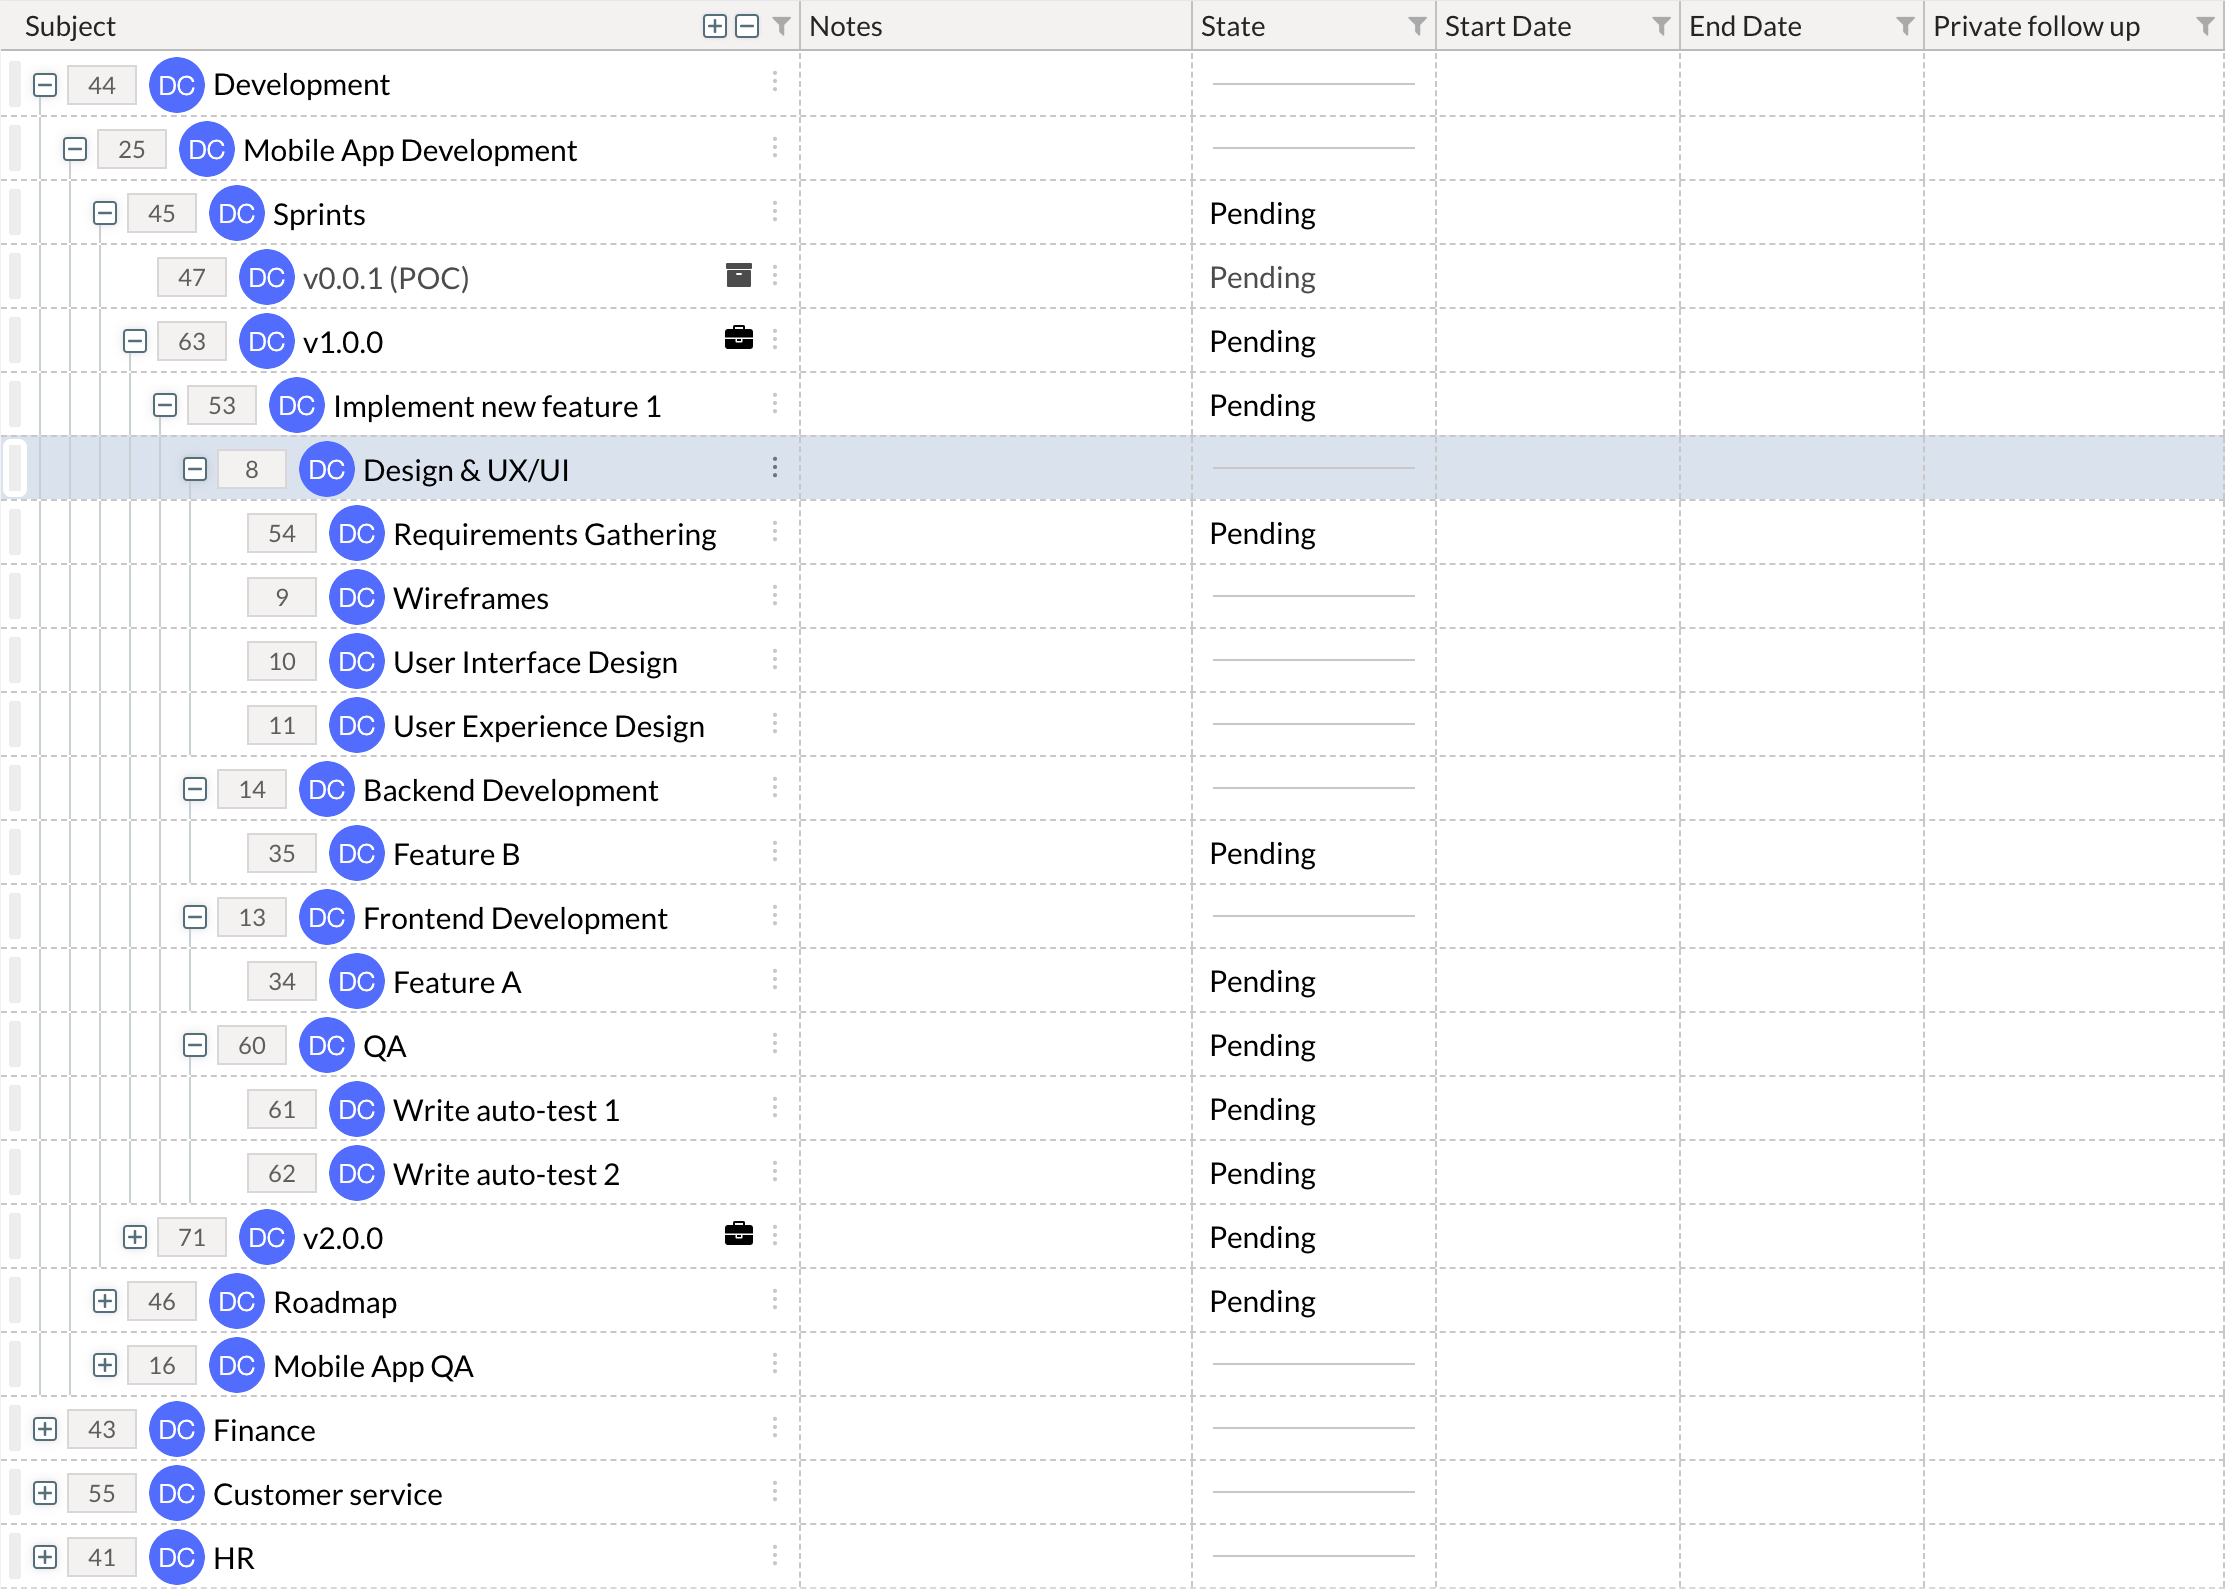 Subject Notes State Start Date End Date Private follow up
44 DC Development
25 DC Mobile App Development
45 DC Sprints Pending
47 DC v0.0.1 (POC) Pending
63 DC v1.0.0 Pending
53 DC Implement new feature 1 Pending
8 DC Design & UX/UI
54 DC Requirements Gathering Pending
9 DC Wireframes
10 DC User Interface Design
11 DC User Experience Design
14 DC Backend Development
35 DC Feature B Pending
13 DC Frontend Development
34 DC Feature A Pending
60 DC QA Pending
61 DC Write auto-test 1 Pending
62 DC Write auto-test 2 Pending
71 DC v2.0.0 Pending
46 DC Roadmap Pending
16 DC Mobile App QA
43 DC Finance
55 DC Customer service
41 DC HR